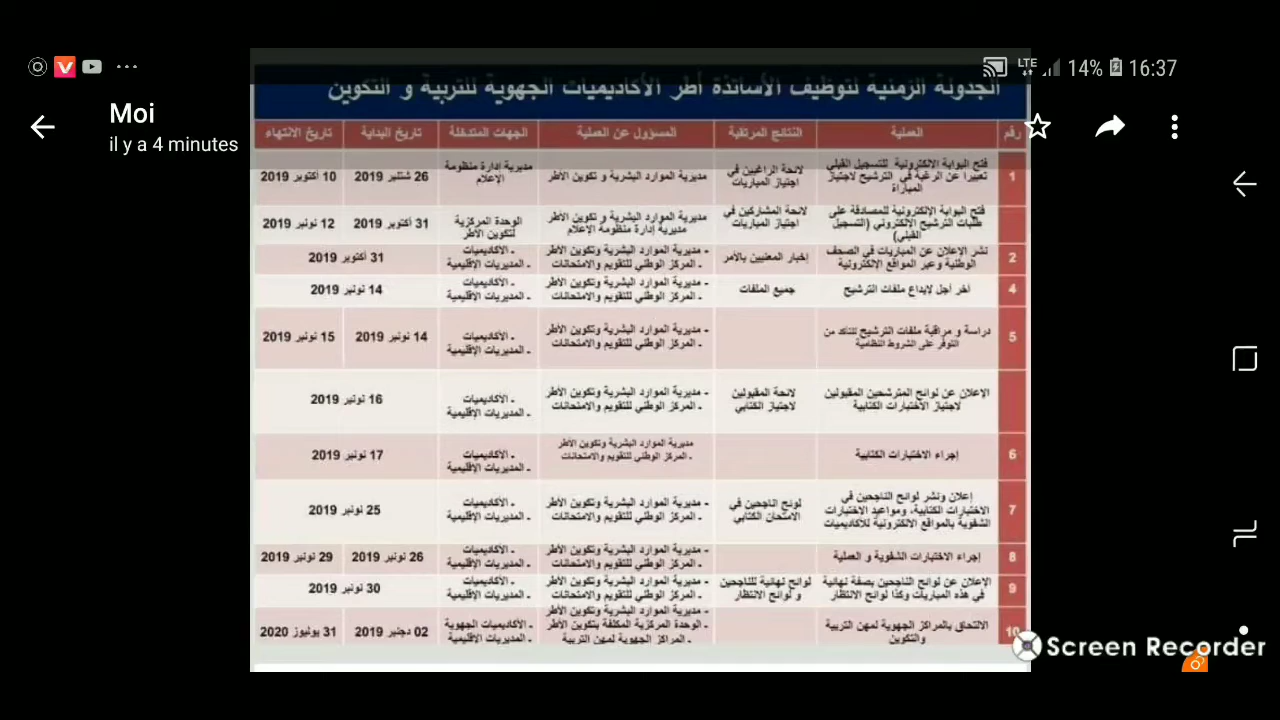 14% 16:37
LTE
Moi
il y a 4 minutes
الجدولة الزمنية لتوظيف الأساتذة أطر الأكاديميات الجهوية للتربية و التكوين
رقم العملية النتائج المرتقبة المسؤول عن العملية الجهات المتدخلة تاريخ البداية تاريخ الانتهاء
1
فتح البوابة الالكترونية للتسجيل القبلي
تعبيرا عن الرغبة في الترشيح لاجتياز
المباراة
لائحة الراغبين في
اجتياز المباريات
مديرية الموارد البشرية و تكوين الأطر
مديرية إدارة منظومة
الإعلام
26 شتنبر 2019
10 أكتوبر 2019
فتح البوابة الالكترونية للمصادقة على
طلبات الترشيح الإلكتروني (التسجيل
القبلي)
لائحة المشاركين في
اجتياز المباريات
مديرية الموارد البشرية و تكوين الأطر
مديرية إدارة منظومة الإعلام
الوحدة المركزية
لتكوين الأطر
31 أكتوبر 2019
12 نونبر 2019
2
نشر الإعلان عن المباريات في الصحف
الوطنية وعبر المواقع الالكترونية
إخبار المعنيين بالأمر
- مديرية الموارد البشرية وتكوين الأطر
- المركز الوطني للتقويم والامتحانات
- الأكاديميات
- المديريات الإقليمية
31 أكتوبر 2019
4
آخر أجل لإيداع ملفات الترشيح
جميع الملفات
- مديرية الموارد البشرية وتكوين الأطر
- المركز الوطني للتقويم والامتحانات
- الأكاديميات
- المديريات الإقليمية
14 نونبر 2019
5
دراسة و مراقبة ملفات الترشيح للتأكد من
التوفر على الشروط النظامية
- مديرية الموارد البشرية وتكوين الأطر
- المركز الوطني للتقويم والامتحانات
- الأكاديميات
- المديريات الإقليمية
14 نونبر 2019
15 نونبر 2019
الإعلان عن لوائح المترشحين المقبولين
لاجتياز الاختبارات الكتابية
لائحة المقبولين
لاجتياز الكتابي
- مديرية الموارد البشرية وتكوين الأطر
- المركز الوطني للتقويم والامتحانات
- الأكاديميات
- المديريات الإقليمية
16 نونبر 2019
6
إجراء الاختبارات الكتابية
مديرية الموارد البشرية وتكوين الأطر
- المركز الوطني للتقويم والامتحانات
- الأكاديميات
- المديريات الإقليمية
17 نونبر 2019
7
إعلان ونشر لوائح الناجحين في
الاختبارات الكتابية، ومواعيد الاختبارات
الشفوية بالمواقع الالكترونية للأكاديميات
لوائح الناجحين في
الامتحان الكتابي
- مديرية الموارد البشرية وتكوين الأطر
- المركز الوطني للتقويم والامتحانات
- الأكاديميات
- المديريات الإقليمية
25 نونبر 2019
8
إجراء الاختبارات الشفوية و العملية
- مديرية الموارد البشرية وتكوين الأطر
- المركز الوطني للتقويم والامتحانات
- الأكاديميات
- المديريات الإقليمية
26 نونبر 2019
29 نونبر 2019
9
الإعلان عن لوائح الناجحين بصفة نهائية
في هذه المباريات وكذا لوائح الانتظار
لوائح نهائية للناجحين
و لوائح الانتظار
- مديرية الموارد البشرية وتكوين الأطر
- المركز الوطني للتقويم والامتحانات
- الأكاديميات
- المديريات الإقليمية
30 نونبر 2019
10
الالتحاق بالمراكز الجهوية لمهن التربية
والتكوين
- مديرية الموارد البشرية وتكوين الأطر
- الوحدة المركزية المكلفة بتكوين الأطر
- المراكز الجهوية لمهن التربية
- الأكاديميات الجهوية
- المديريات الإقليمية
02 دجنبر 2019
31 يوليوز 2020
Screen Recorder